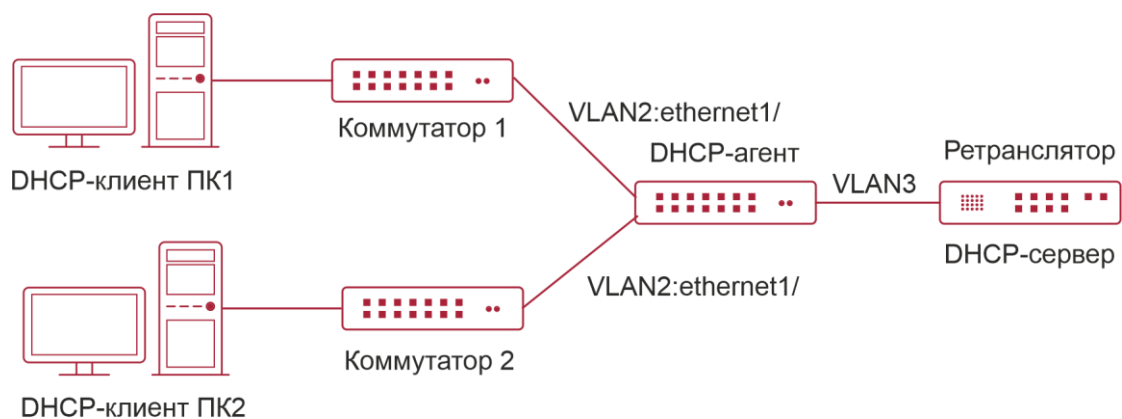 Коммутатор 1
DHCP-клиент ПК1
VLAN2:ethernet1/
DHCP-агент
VLAN3
Ретранслятор
DHCP-сервер
VLAN2:ethernet1/
Коммутатор 2
DHCP-клиент ПК2